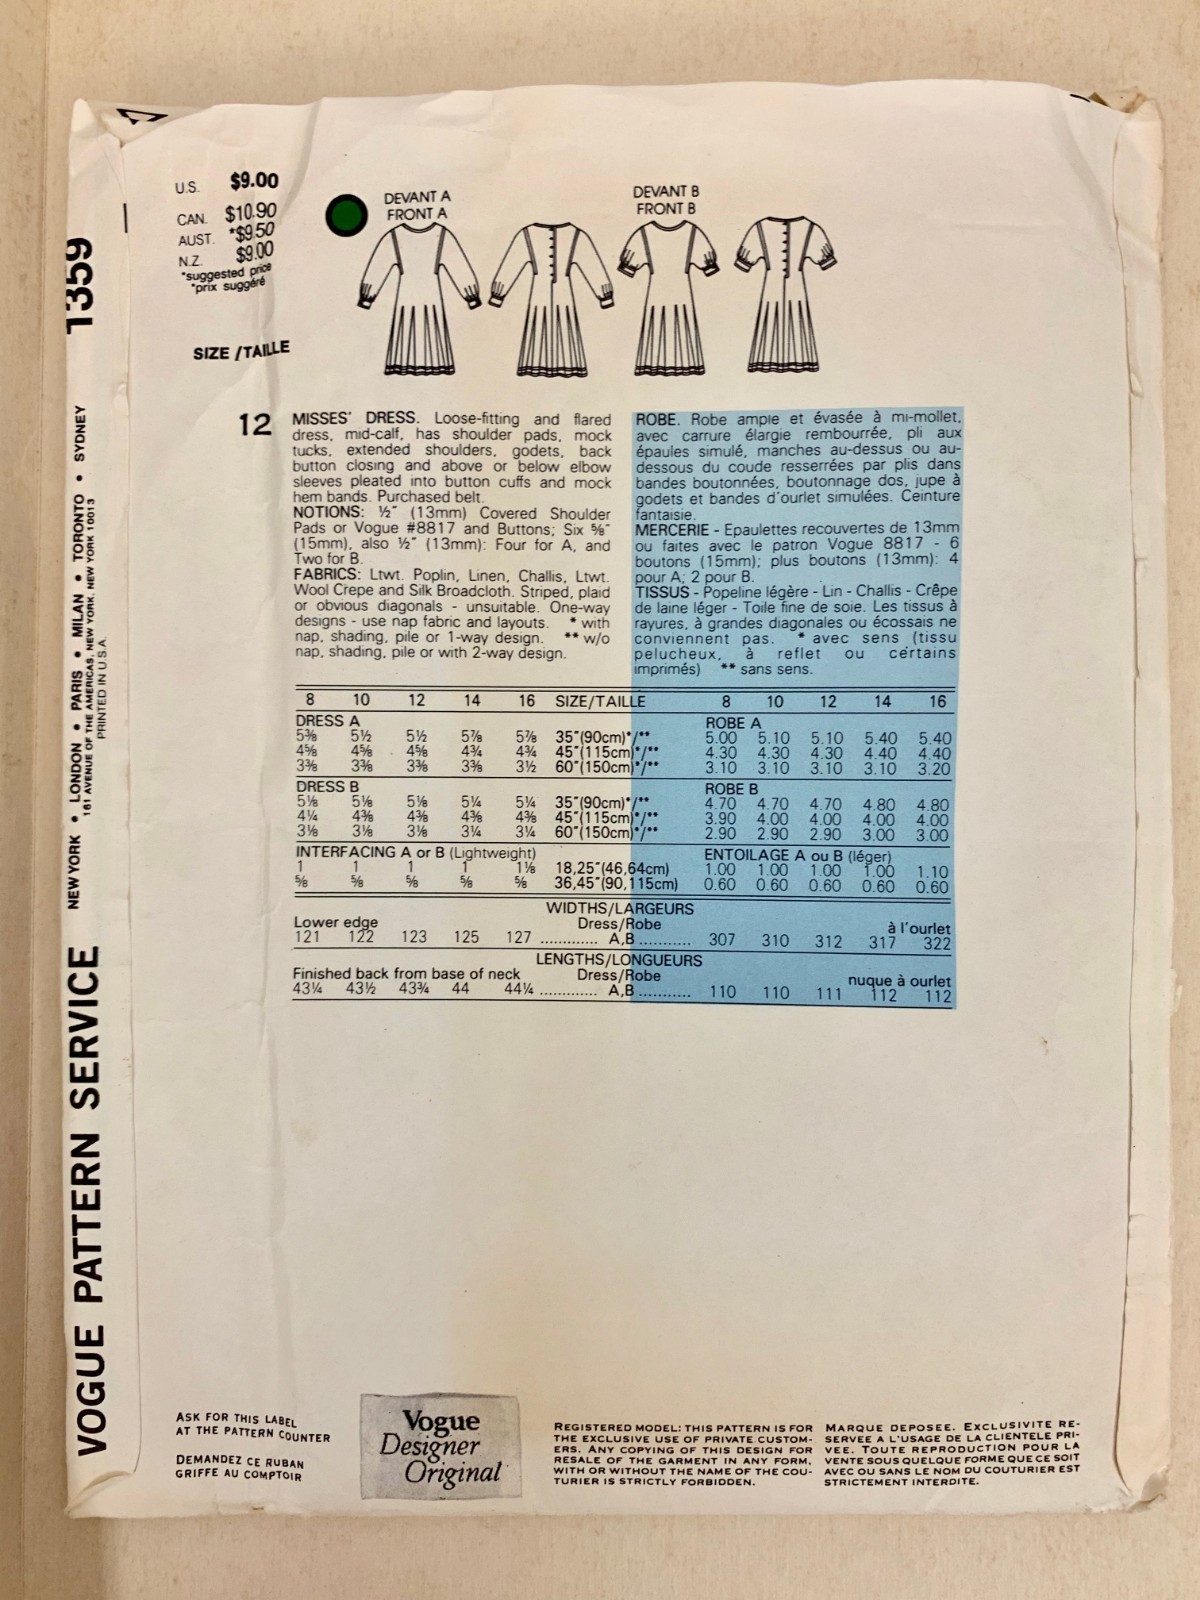 U.S. $9.00
CAN. $10.90
AUST. *$9.50
N.Z. $9.00
*suggested price
*prix suggéré
DEVANT A
FRONT A
DEVANT B
FRONT B
SIZE/TAILLE
12
MISSES' DRESS. Loose-fitting and flared
dress, mid-calf, has shoulder pads, mock
tucks, extended shoulders, godets, back
button closing and above or below elbow
sleeves pleated into button cuffs and mock
hem bands. Purchased belt.
NOTIONS: ½" (13mm) Covered Shoulder
Pads or Vogue #8817 and Buttons; Six ⅝"
(15mm), also ½" (13mm): Four for A, and
Two for B.
FABRICS: Ltwt. Poplin, Linen, Challis, Ltwt.
Wool Crepe and Silk Broadcloth. Striped, plaid
or obvious diagonals - unsuitable. One-way
designs - use nap fabric and layouts. * with
nap, shading, pile or 1-way design. ** w/o
nap, shading, pile or with 2-way design.
ROBE. Robe ample et évasée à mi-mollet,
avec carrure élargie rembourrée, pli aux
épaules simulé, manches au-dessus ou au-
dessous du coude resserrées par plis dans
bandes boutonnées, boutonnage dos, jupe à
godets et bandes d'ourlet simulées. Ceinture
fantaisie.
MERCERIE - Epaulettes recouvertes de 13mm
ou faites avec le patron Vogue 8817 - 6
boutons (15mm); plus boutons (13mm): 4
pour A; 2 pour B.
TISSUS - Popeline légère - Lin - Challis - Crêpe
de laine léger - Toile fine de soie. Les tissus à
rayures, à grandes diagonales ou écossais ne
conviennent pas. * avec sens (tissu
pelucheux, à reflet ou certains
imprimés) ** sans sens.
8 10 12 14 16 SIZE/TAILLE 8 10 12 14 16
DRESS A ROBE A
5⅜ 5½ 5½ 5⅞ 5⅞ 35"(90cm)*/** 5.00 5.10 5.10 5.40 5.40
4⅝ 4⅝ 4⅝ 4¾ 4¾ 45"(115cm)*/** 4.30 4.30 4.30 4.40 4.40
3⅜ 3⅜ 3⅜ 3⅜ 3½ 60"(150cm)*/** 3.10 3.10 3.10 3.10 3.20
DRESS B ROBE B
5⅛ 5⅛ 5⅛ 5¼ 5¼ 35"(90cm)*/** 4.70 4.70 4.70 4.80 4.80
4¼ 4⅜ 4⅜ 4⅜ 4⅜ 45"(115cm)*/** 3.90 4.00 4.00 4.00 4.00
3⅛ 3⅛ 3⅛ 3¼ 3¼ 60"(150cm)*/** 2.90 2.90 2.90 3.00 3.00
INTERFACING A or B (Lightweight) ENTOILAGE A ou B (léger)
1 1 1 1 1⅛ 18,25"(46,64cm) 1.00 1.00 1.00 1.00 1.10
⅝ ⅝ ⅝ ⅝ ⅝ 36,45"(90,115cm) 0.60 0.60 0.60 0.60 0.60
WIDTHS/LARGEURS
Lower edge Dress/Robe à l'ourlet
121 122 123 125 127 ............. A,B ........... 307 310 312 317 322
LENGTHS/LONGUEURS
Finished back from base of neck Dress/Robe nuque à ourlet
43¼ 43½ 43¾ 44 44¼ ............. A,B ........... 110 110 111 112 112
VOGUE PATTERN SERVICE NEW YORK • LONDON • PARIS • MILAN • TORONTO • SYDNEY 1359
161 AVENUE OF THE AMERICAS, NEW YORK, NEW YORK 10013
PRINTED IN U.S.A.
ASK FOR THIS LABEL
AT THE PATTERN COUNTER
DEMANDEZ CE RUBAN
GRIFFE AU COMPTOIR
Vogue
Designer
Original
REGISTERED MODEL: THIS PATTERN IS FOR
THE EXCLUSIVE USE OF PRIVATE CUSTOM-
ERS. ANY COPYING OF THIS DESIGN FOR
RESALE OF THE GARMENT IN ANY FORM,
WITH OR WITHOUT THE NAME OF THE COU-
TURIER IS STRICTLY FORBIDDEN.
MARQUE DEPOSEE. EXCLUSIVITE RE-
SERVEE A L'USAGE DE LA CLIENTELE PRI-
VEE. TOUTE REPRODUCTION POUR LA
VENTE SOUS QUELQUE FORME QUE CE SOIT
AVEC OU SANS LE NOM DU COUTURIER EST
STRICTEMENT INTERDITE.